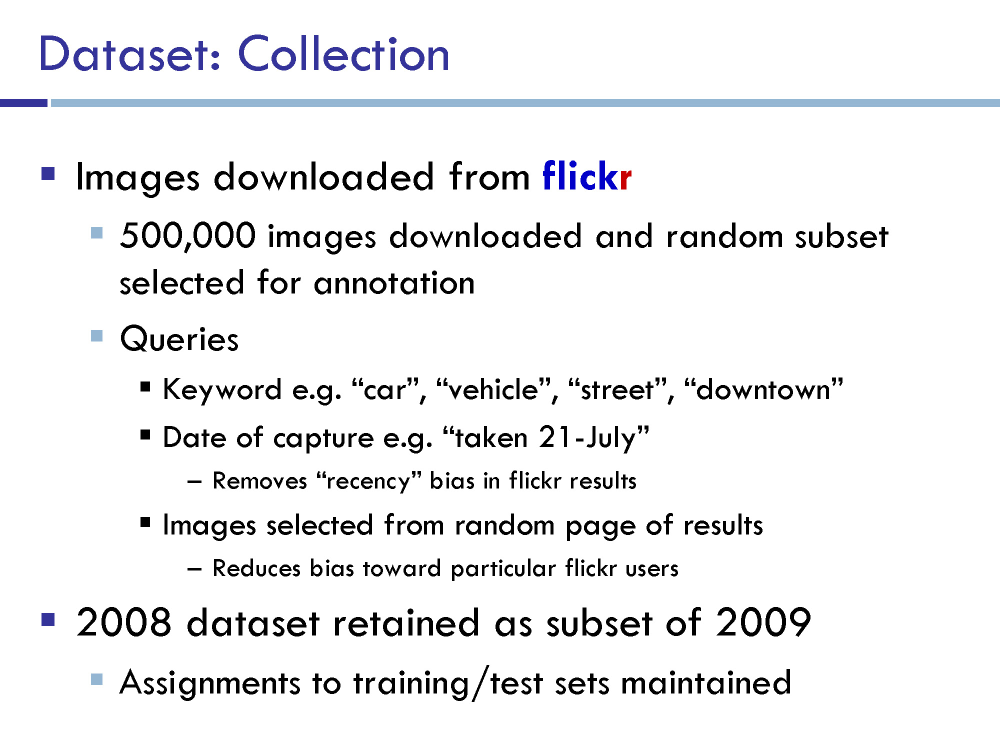 Dataset: Collection
▪ Images downloaded from flickr
▪ 500,000 images downloaded and random subset
selected for annotation
▪ Queries
▪ Keyword e.g. “car”, “vehicle”, “street”, “downtown”
▪ Date of capture e.g. “taken 21-July”
– Removes “recency” bias in flickr results
▪ Images selected from random page of results
– Reduces bias toward particular flickr users
▪ 2008 dataset retained as subset of 2009
▪ Assignments to training/test sets maintained